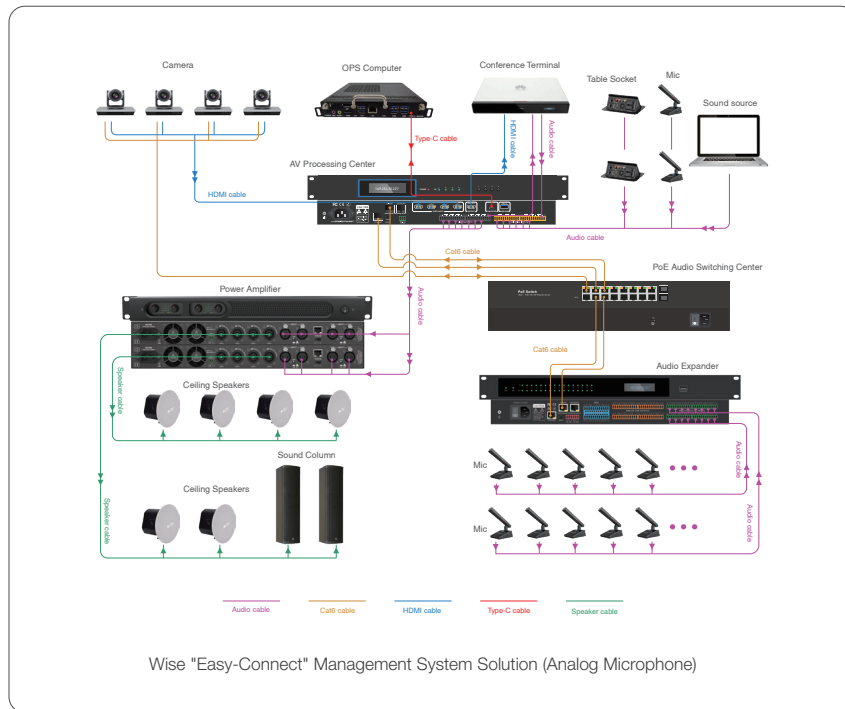 Camera
OPS Computer
Conference Terminal
Table Socket
Mic
Sound source
HDMI cable
Audio cable
Type-C cable
AV Processing Center
HDMI cable
Audio cable
Cat6 cable
PoE Audio Switching Center
Power Amplifier
Audio cable
PoE Switch
Cat6 cable
Audio Expander
Speaker cable
Ceiling Speakers
Sound Column
Mic
Audio cable
Speaker cable
Ceiling Speakers
Mic
Audio cable
Audio cable
Cat6 cable
HDMI cable
Type-C cable
Speaker cable
Wise "Easy-Connect" Management System Solution (Analog Microphone)